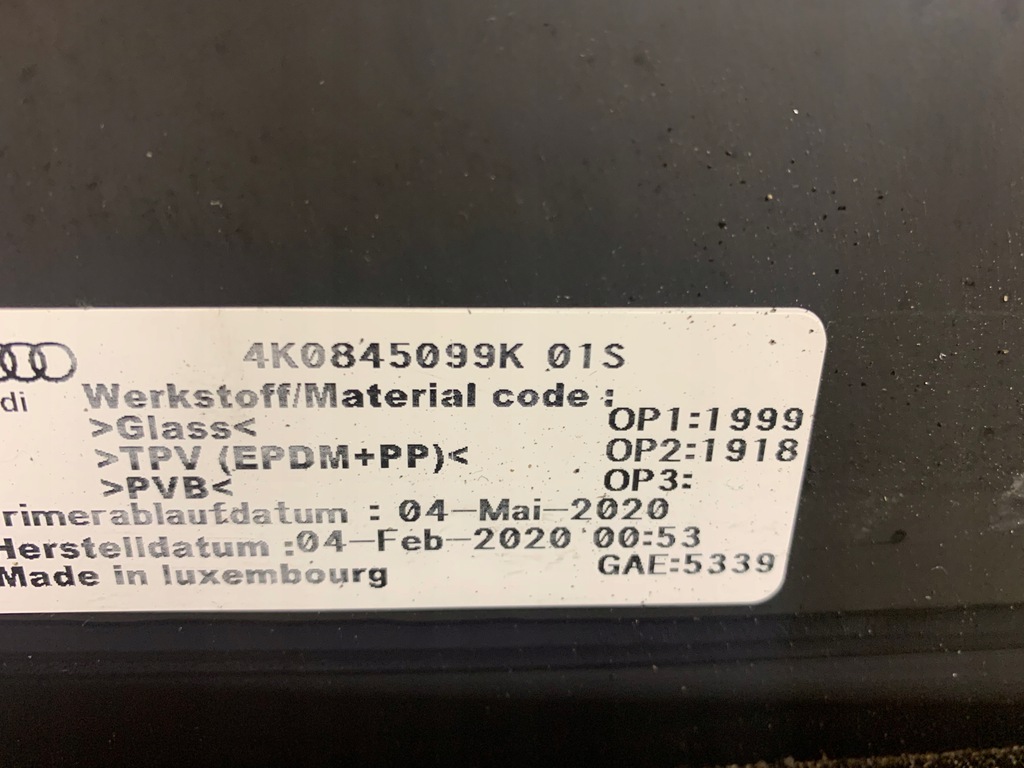 4K0845099K 01S
di
Werkstoff/Material code :
>Glass<
OP1:1999
>TPV (EPDM+PP)<
OP2:1918
>PVB<
OP3:
rimerablaufdatum : 04-Mai-2020
Herstelldatum :04-Feb-2020 00:53
Made in luxembourg
GAE:5339